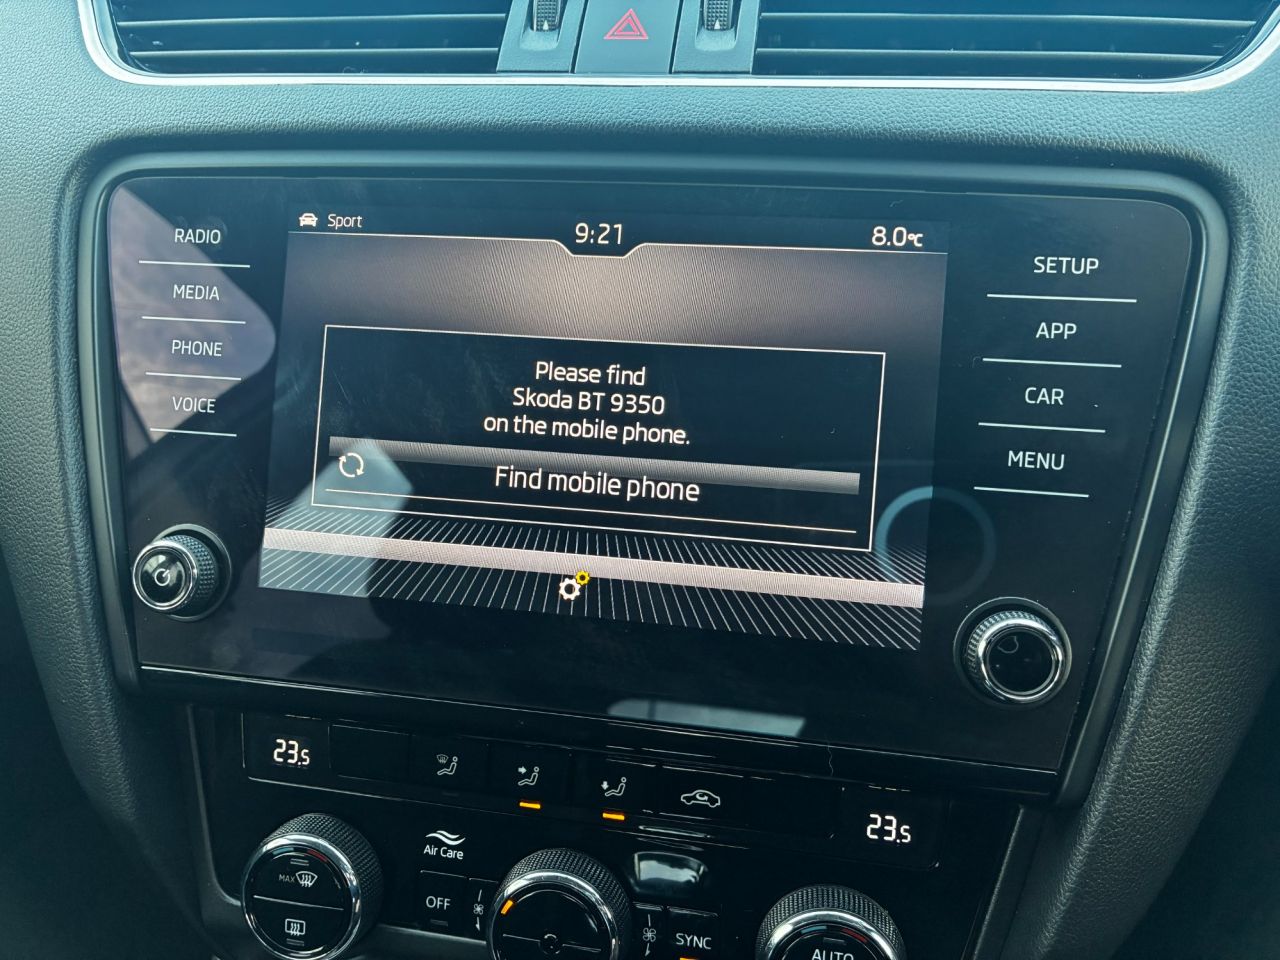 Sport
9:21
8.0°C
RADIO
MEDIA
PHONE
VOICE
SETUP
APP
CAR
MENU
Please find
Skoda BT 9350
on the mobile phone.
Find mobile phone
23.5
23.5
Air Care
MAX
OFF
SYNC
AUTO